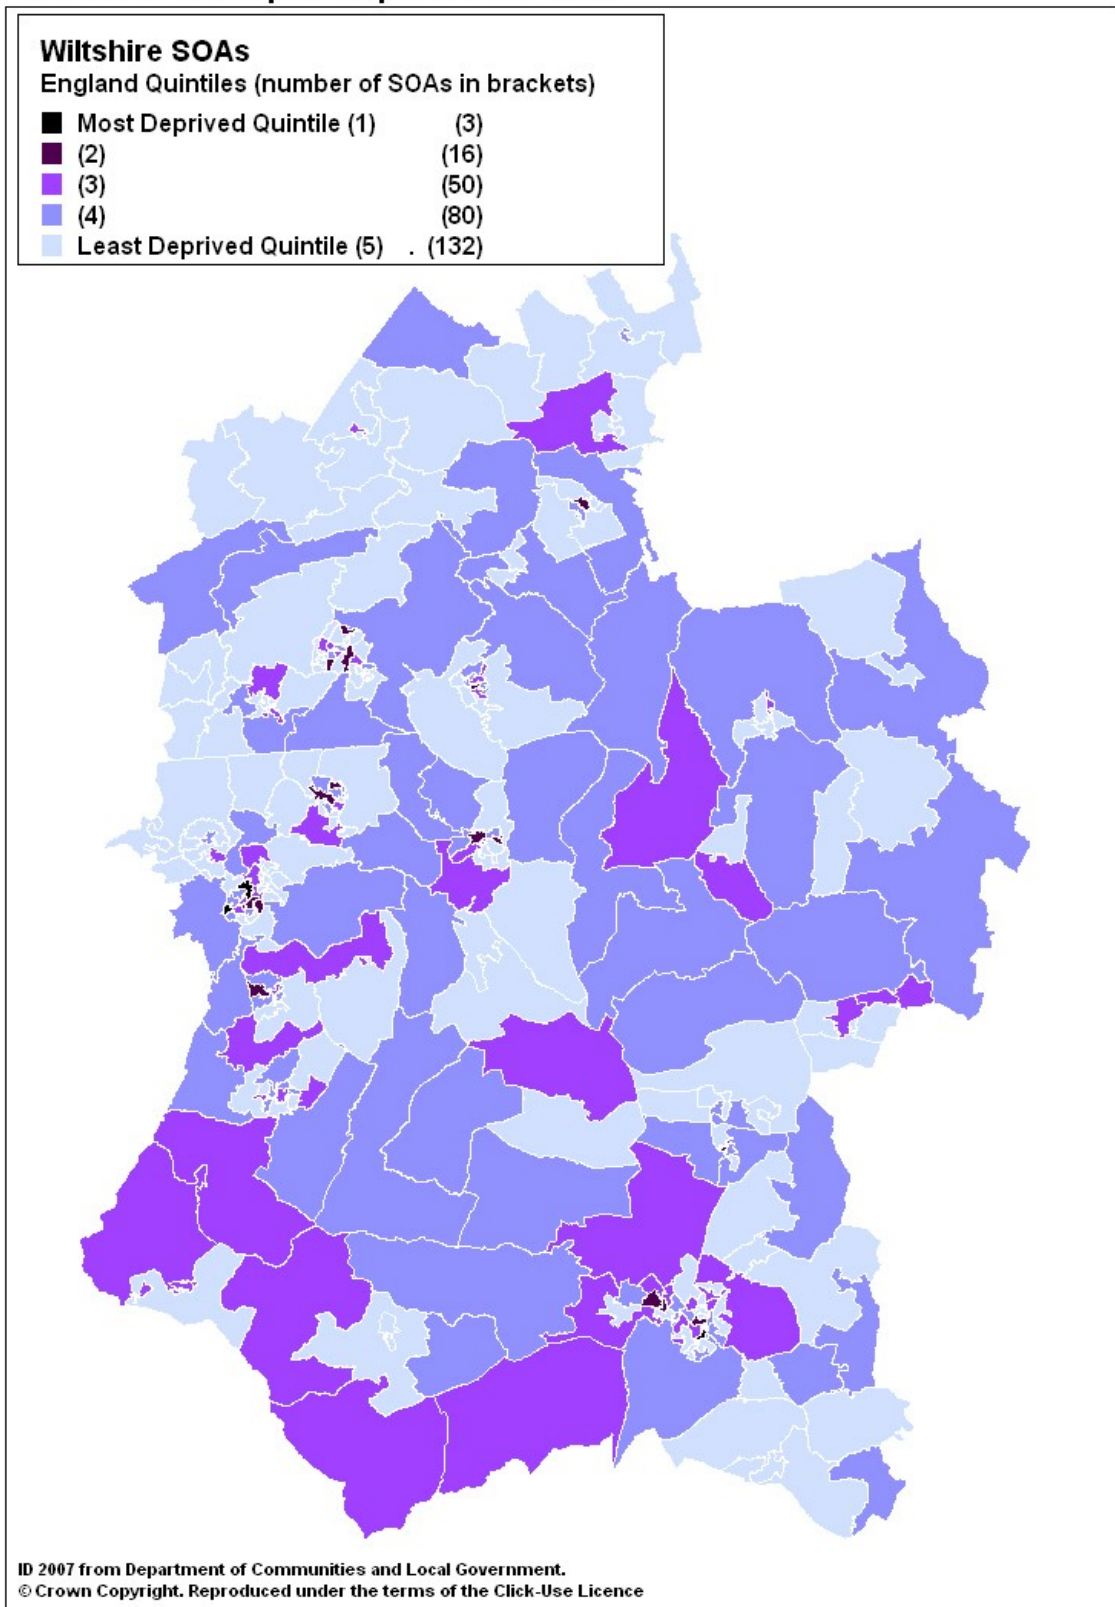 Wiltshire SOAs
England Quintiles (number of SOAs in brackets)
Most Deprived Quintile (1) (3)
(2) (16)
(3) (50)
(4) (80)
Least Deprived Quintile (5) . (132)
ID 2007 from Department of Communities and Local Government.
© Crown Copyright. Reproduced under the terms of the Click-Use Licence